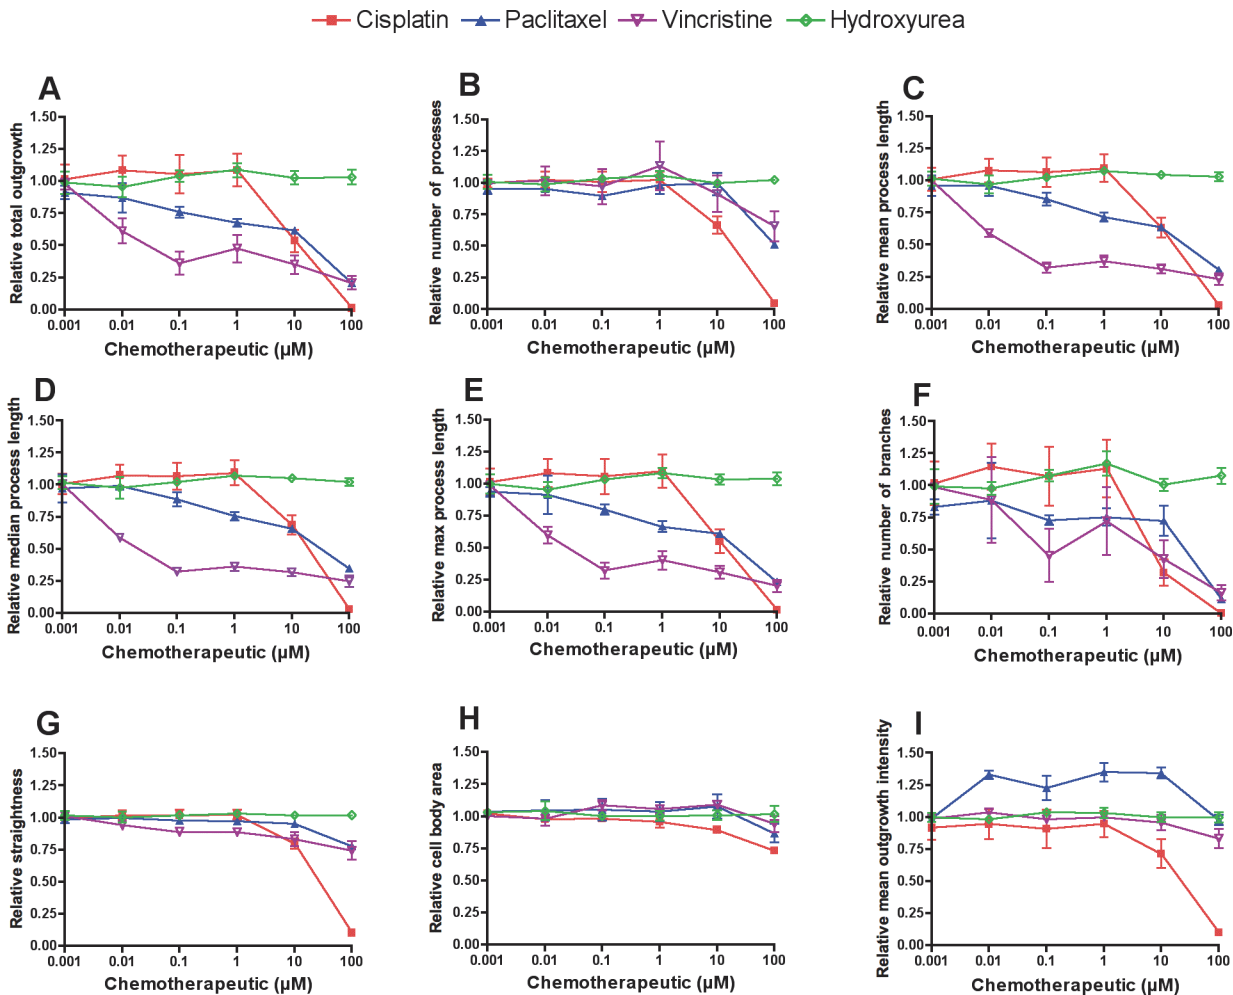 Cisplatin Paclitaxel Vincristine Hydroxyurea
A
Relative total outgrowth
1.50
1.25
1.00
0.75
0.50
0.25
0.00
0.001 0.01 0.1 1 10 100
Chemotherapeutic (µM)
B
Relative number of processes
1.50
1.25
1.00
0.75
0.50
0.25
0.00
0.001 0.01 0.1 1 10 100
Chemotherapeutic (µM)
C
Relative mean process length
1.50
1.25
1.00
0.75
0.50
0.25
0.00
0.001 0.01 0.1 1 10 100
Chemotherapeutic (µM)
D
Relative median process length
1.50
1.25
1.00
0.75
0.50
0.25
0.00
0.001 0.01 0.1 1 10 100
Chemotherapeutic (µM)
E
Relative max process length
1.50
1.25
1.00
0.75
0.50
0.25
0.00
0.001 0.01 0.1 1 10 100
Chemotherapeutic (µM)
F
Relative number of branches
1.50
1.25
1.00
0.75
0.50
0.25
0.00
0.001 0.01 0.1 1 10 100
Chemotherapeutic (µM)
G
Relative straightness
1.50
1.25
1.00
0.75
0.50
0.25
0.00
0.001 0.01 0.1 1 10 100
Chemotherapeutic (µM)
H
Relative cell body area
1.50
1.25
1.00
0.75
0.50
0.25
0.00
0.001 0.01 0.1 1 10 100
Chemotherapeutic (µM)
I
Relative mean outgrowth intensity
1.50
1.25
1.00
0.75
0.50
0.25
0.00
0.001 0.01 0.1 1 10 100
Chemotherapeutic (µM)